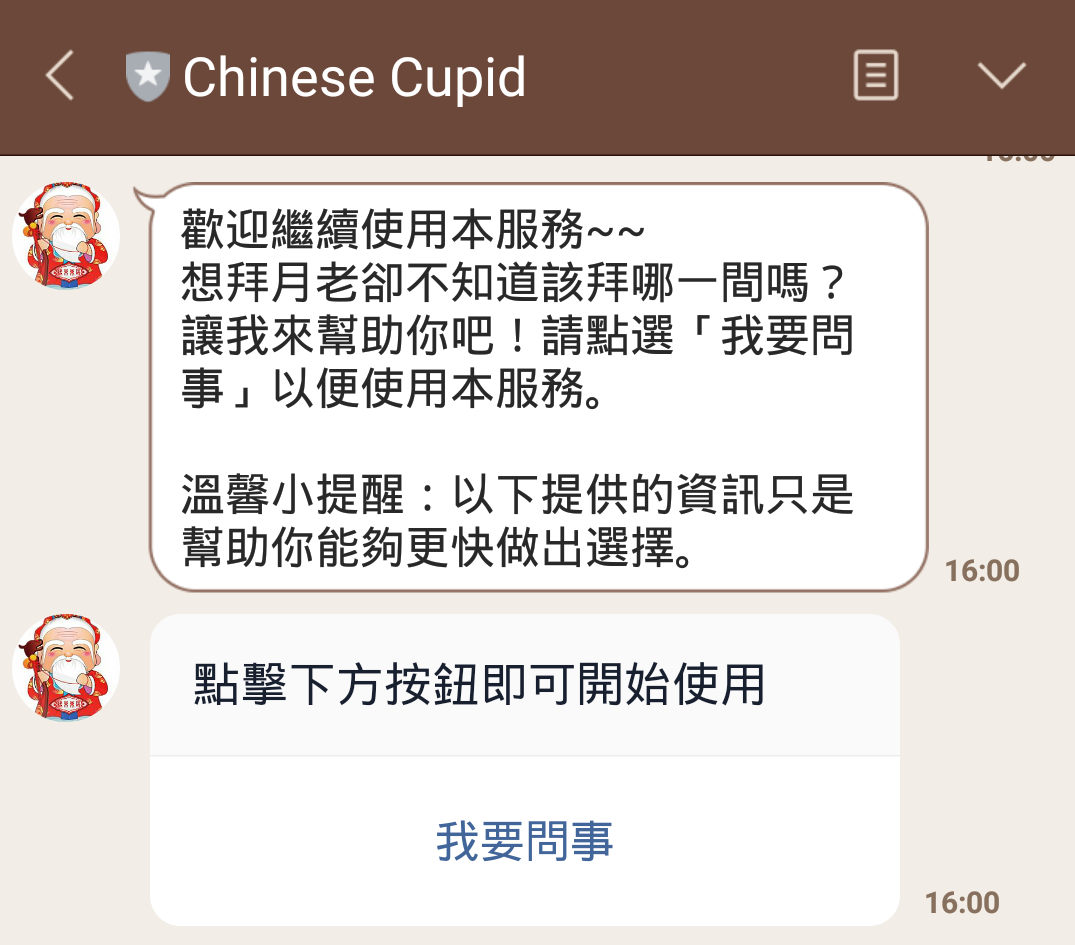 Chinese Cupid
歡迎繼續使用本服務~~
想拜月老卻不知道該拜哪一間嗎？
讓我來幫助你吧！請點選「我要問
事」以便使用本服務。
溫馨小提醒：以下提供的資訊只是
幫助你能夠更快做出選擇。
16:00
點擊下方按鈕即可開始使用
我要問事
16:00